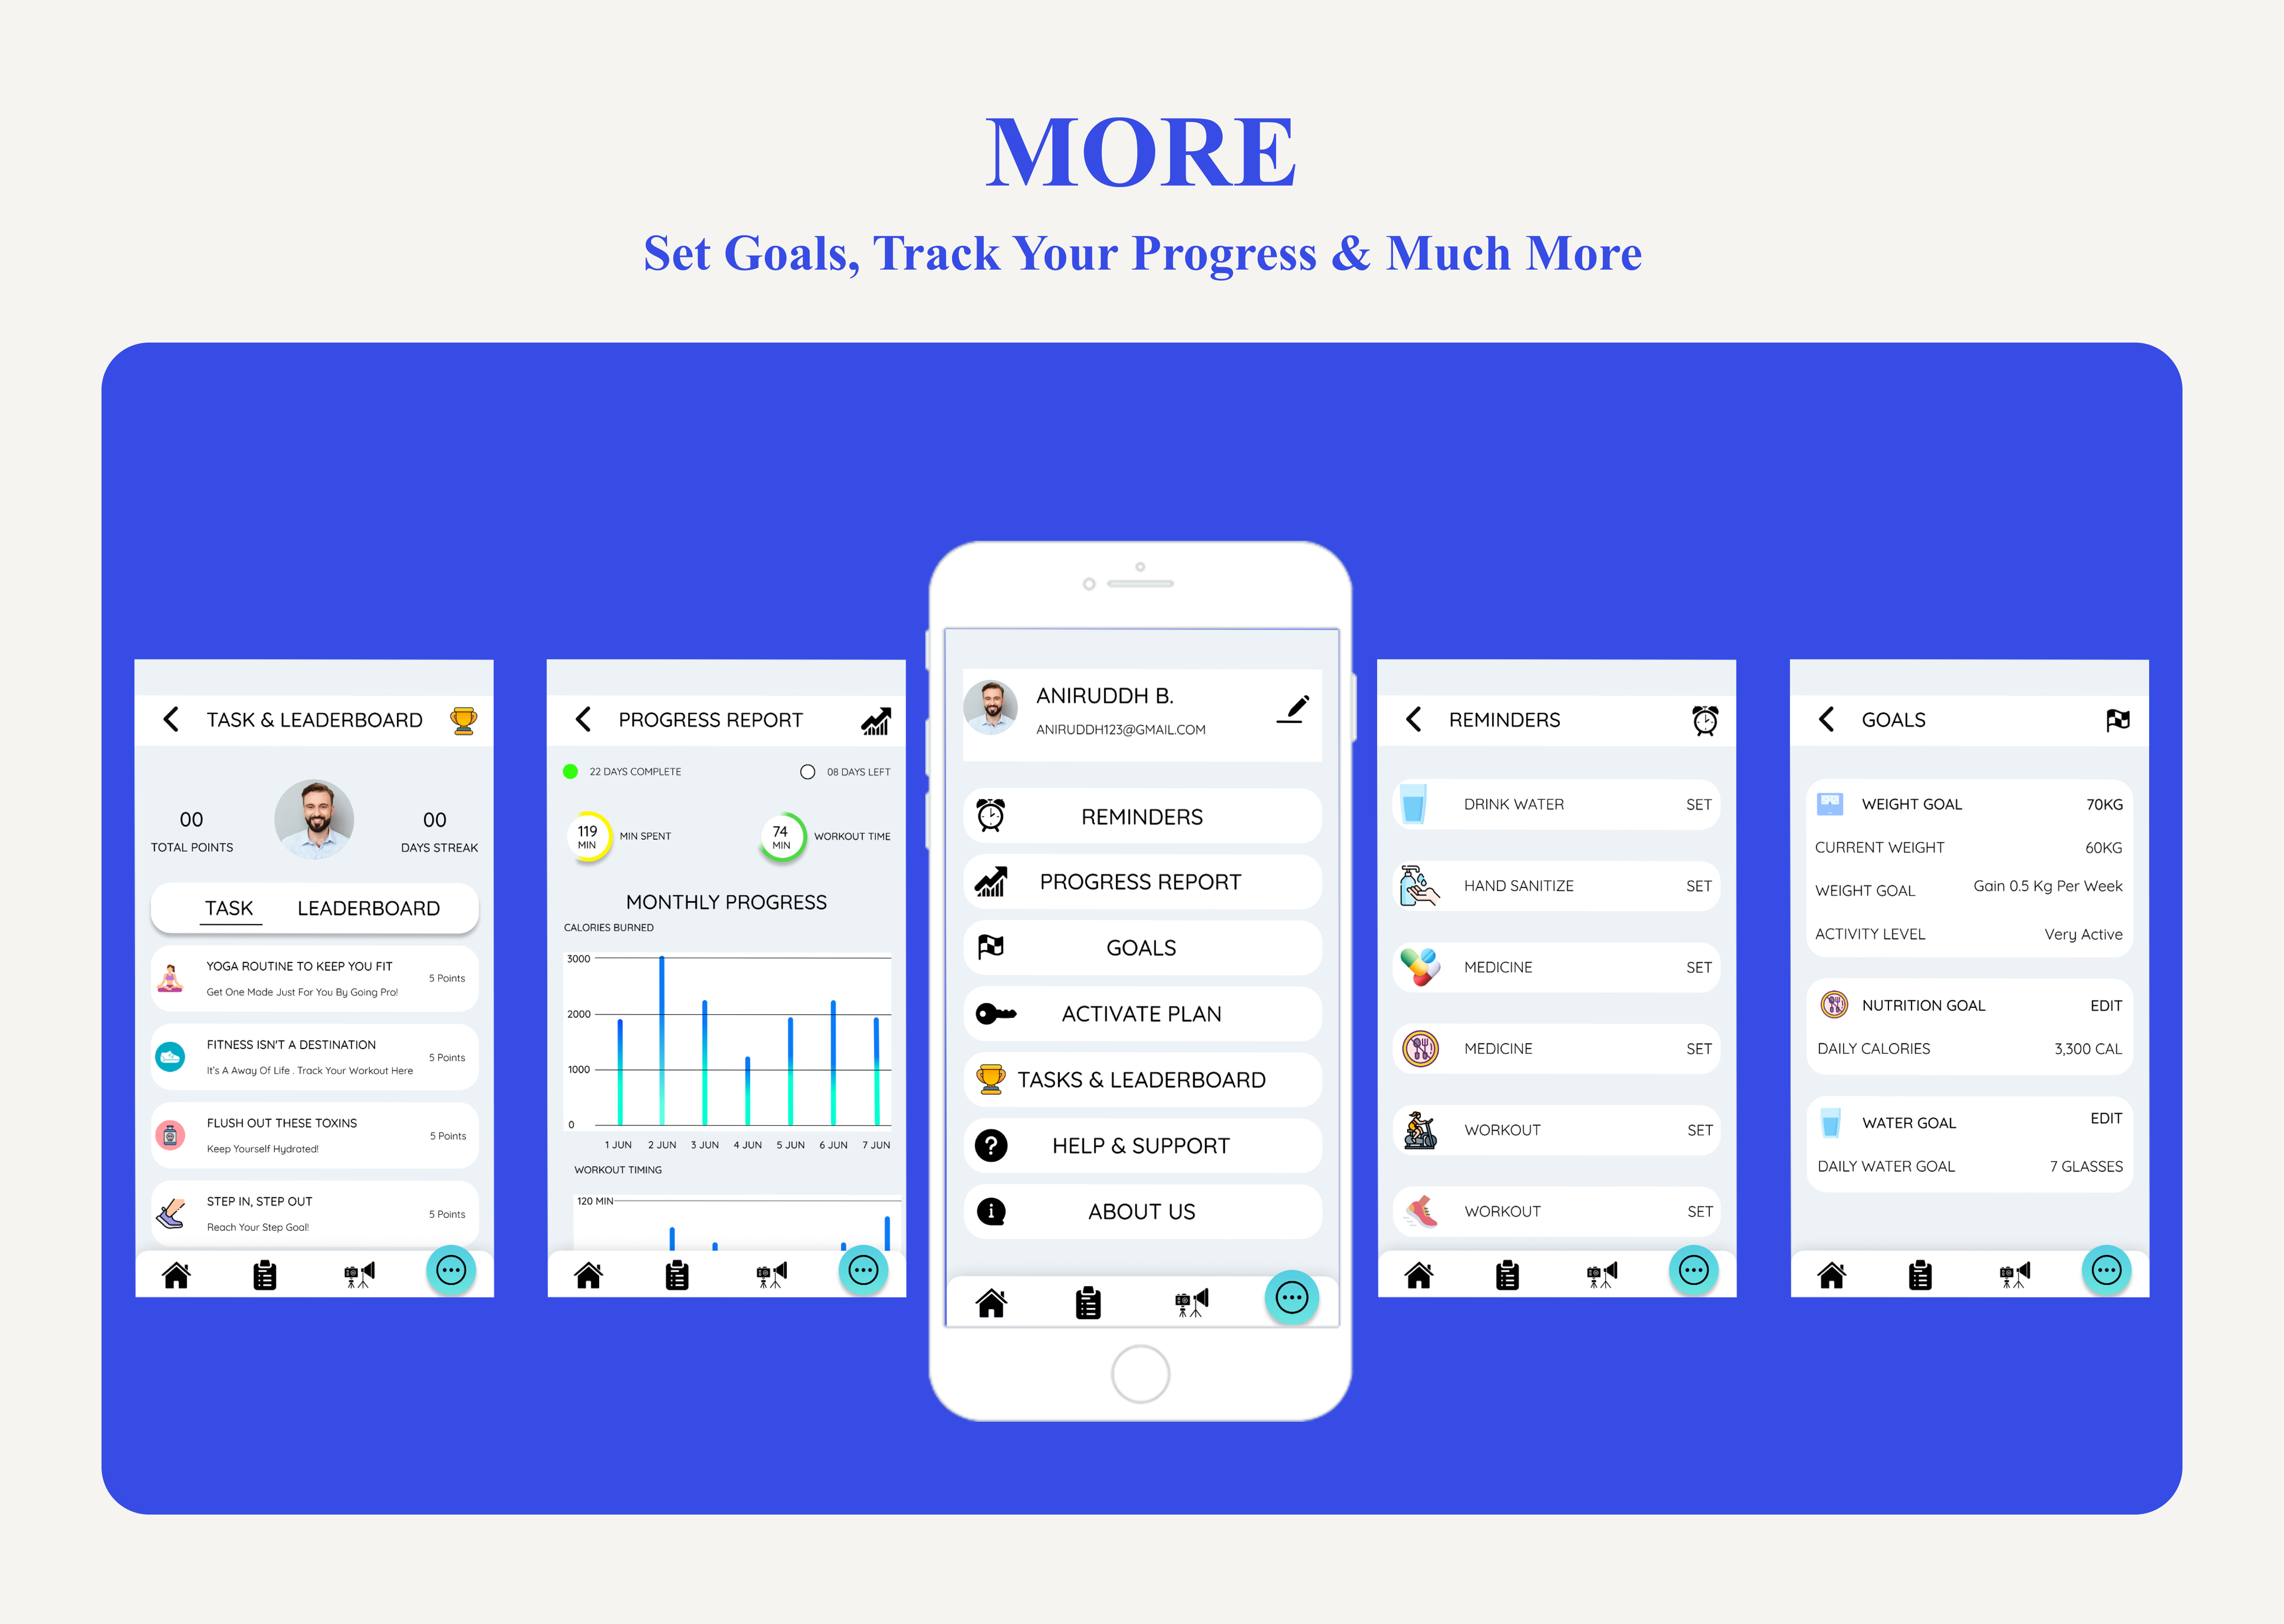 MORE
Set Goals, Track Your Progress & Much More
TASK & LEADERBOARD
00
TOTAL POINTS
00
DAYS STREAK
TASK LEADERBOARD
YOGA ROUTINE TO KEEP YOU FIT
Get One Made Just For You By Going Pro!
5 Points
FITNESS ISN'T A DESTINATION
It's A Away Of Life . Track Your Workout Here
5 Points
FLUSH OUT THESE TOXINS
Keep Yourself Hydrated!
5 Points
STEP IN, STEP OUT
Reach Your Step Goal!
5 Points
PROGRESS REPORT
22 DAYS COMPLETE
08 DAYS LEFT
119
MIN
MIN SPENT
74
MIN
WORKOUT TIME
MONTHLY PROGRESS
CALORIES BURNED
3000
2000
1000
0
1 JUN 2 JUN 3 JUN 4 JUN 5 JUN 6 JUN 7 JUN
WORKOUT TIMING
120 MIN
ANIRUDDH B.
ANIRUDDH123@GMAIL.COM
REMINDERS
PROGRESS REPORT
GOALS
ACTIVATE PLAN
TASKS & LEADERBOARD
HELP & SUPPORT
ABOUT US
REMINDERS
DRINK WATER SET
HAND SANITIZE SET
MEDICINE SET
MEDICINE SET
WORKOUT SET
WORKOUT SET
GOALS
WEIGHT GOAL 70KG
CURRENT WEIGHT 60KG
WEIGHT GOAL Gain 0.5 Kg Per Week
ACTIVITY LEVEL Very Active
NUTRITION GOAL EDIT
DAILY CALORIES 3,300 CAL
WATER GOAL EDIT
DAILY WATER GOAL 7 GLASSES